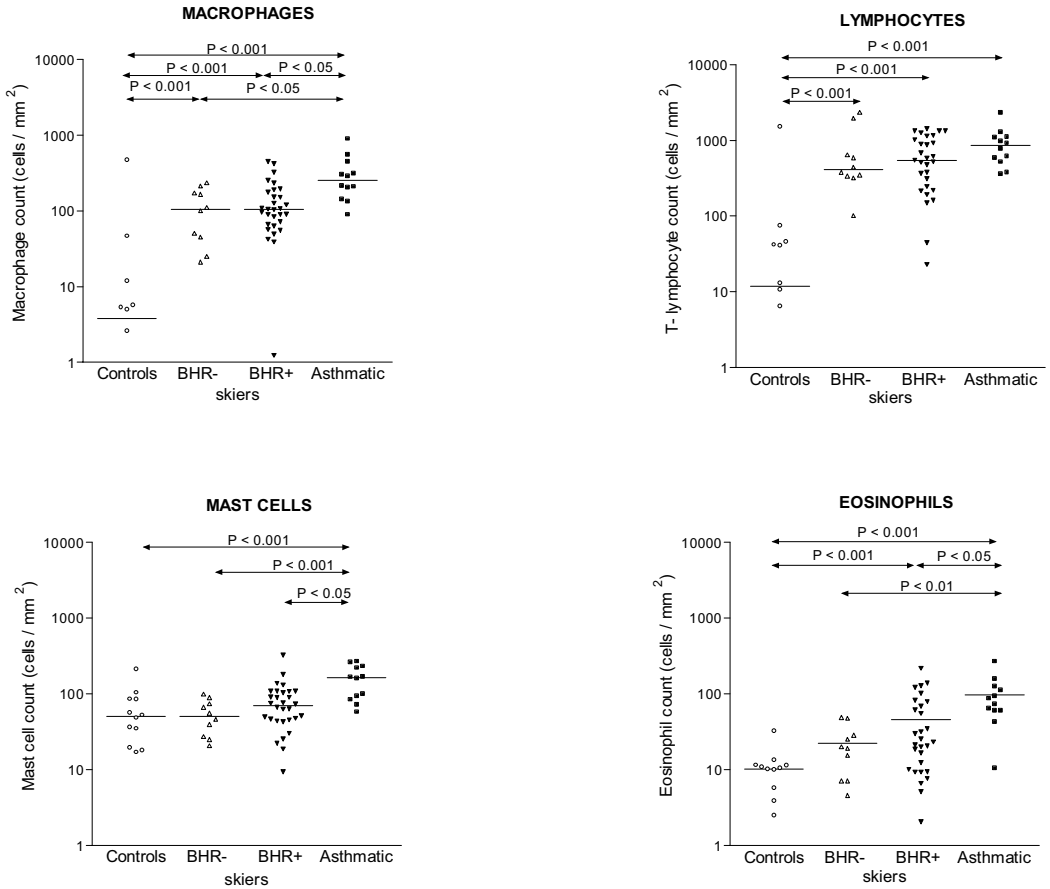 MACROPHAGES
P < 0.001
P < 0.001 P < 0.05
P < 0.001 P < 0.05
10000
1000
100
10
1
Macrophage count (cells / mm 2)
Controls BHR- BHR+ Asthmatic
skiers
LYMPHOCYTES
P < 0.001
P < 0.001
P < 0.001
10000
1000
100
10
1
T- lymphocyte count (cells / mm 2)
Controls BHR- BHR+ Asthmatic
skiers
MAST CELLS
P < 0.001
P < 0.001
P < 0.05
10000
1000
100
10
1
Mast cell count (cells / mm 2)
Controls BHR- BHR+ Asthmatic
skiers
EOSINOPHILS
P < 0.001
P < 0.001 P < 0.05
P < 0.01
10000
1000
100
10
1
Eosinophil count (cells / mm 2)
Controls BHR- BHR+ Asthmatic
skiers